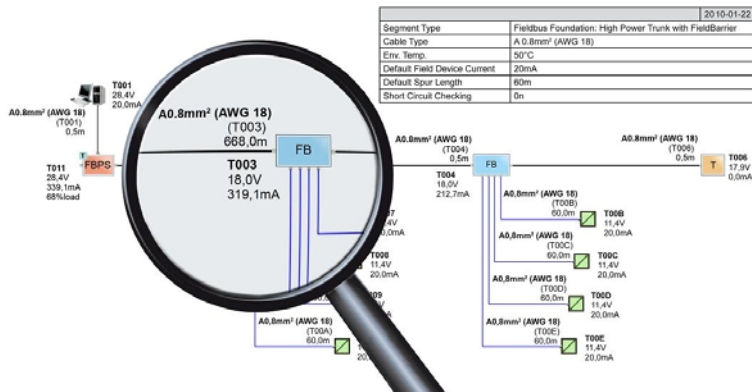 2010-01-22
Segment Type Fieldbus Foundation: High Power Trunk with FieldBarrier
Cable Type A 0.8mm² (AWG 18)
Env. Temp. 50°C
Default Field Device Current 20mA
Default Spur Length 60m
Short Circuit Checking On
T001
28,4V
20,0mA
A0.8mm² (AWG 18)
(T001)
0,5m
T
FBPS
T011
28,4V
339,1mA
68%load
A0.8mm² (AWG 18)
(T003)
668,0m
FB
T003
18,0V
319,1mA
A0.8mm² (AWG 18)
(T004)
0,5m
FB
T004
18,0V
212,7mA
A0.8mm² (AWG 18)
(T006)
0,5m
T
T006
17,9V
0,0mA
A0,8mm² (AWG 18)
(T00B)
60,0m
T00B
11,4V
20,0mA
A0,8mm² (AWG 18)
(T00C)
60,0m
T00C
11,4V
20,0mA
A0,8mm² (AWG 18)
(T00D)
60,0m
T00D
11,4V
20,0mA
A0,8mm² (AWG 18)
(T00E)
60,0m
T00E
11,4V
20,0mA
T008
11,4V
20,0mA
A0,8mm² (AWG 18)
(T00A)
60,0m